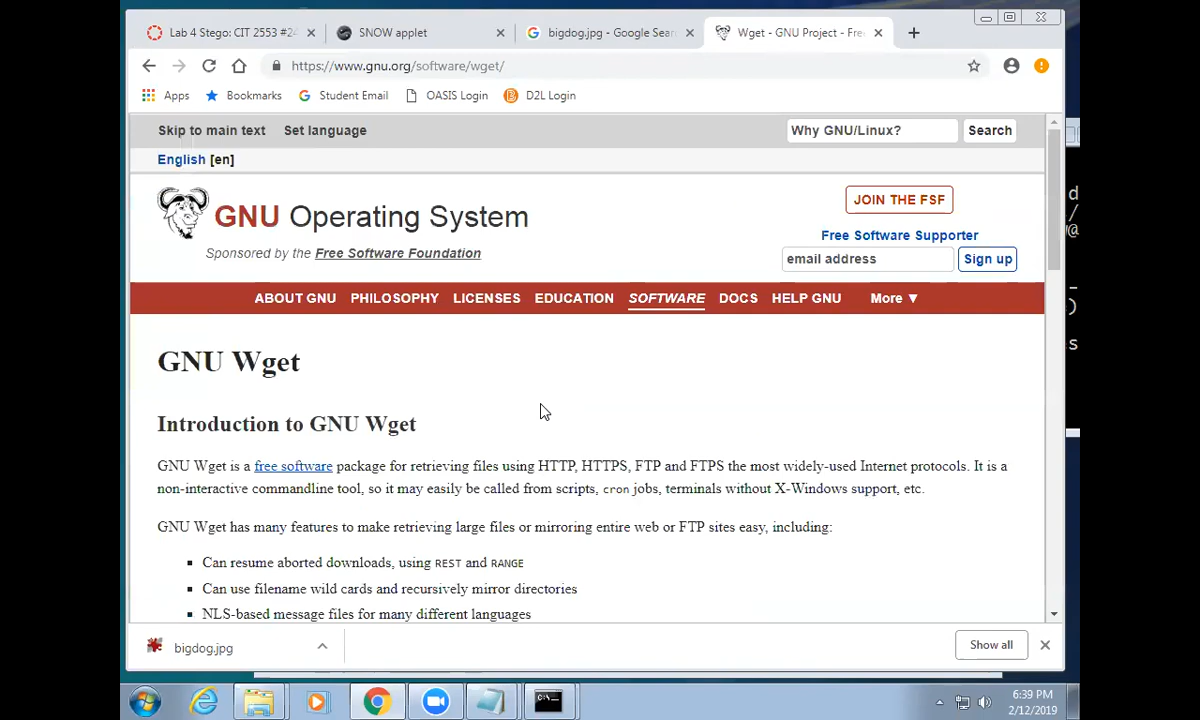 Lab 4 Stego: CIT 2553 #2
SNOW applet
bigdog.jpg - Google Sear
Wget - GNU Project - Fre
https://www.gnu.org/software/wget/
Apps
Bookmarks
Student Email
OASIS Login
D2L Login
Skip to main text
Set language
Why GNU/Linux?
Search
English [en]
GNU Operating System
Sponsored by the Free Software Foundation
JOIN THE FSF
Free Software Supporter
email address
Sign up
ABOUT GNU
PHILOSOPHY
LICENSES
EDUCATION
SOFTWARE
DOCS
HELP GNU
More ▼
GNU Wget
Introduction to GNU Wget
GNU Wget is a free software package for retrieving files using HTTP, HTTPS, FTP and FTPS the most widely-used Internet protocols. It is a
non-interactive commandline tool, so it may easily be called from scripts, cron jobs, terminals without X-Windows support, etc.
GNU Wget has many features to make retrieving large files or mirroring entire web or FTP sites easy, including:
Can resume aborted downloads, using REST and RANGE
Can use filename wild cards and recursively mirror directories
NLS-based message files for many different languages
bigdog.jpg
Show all
6:39 PM
2/12/2019